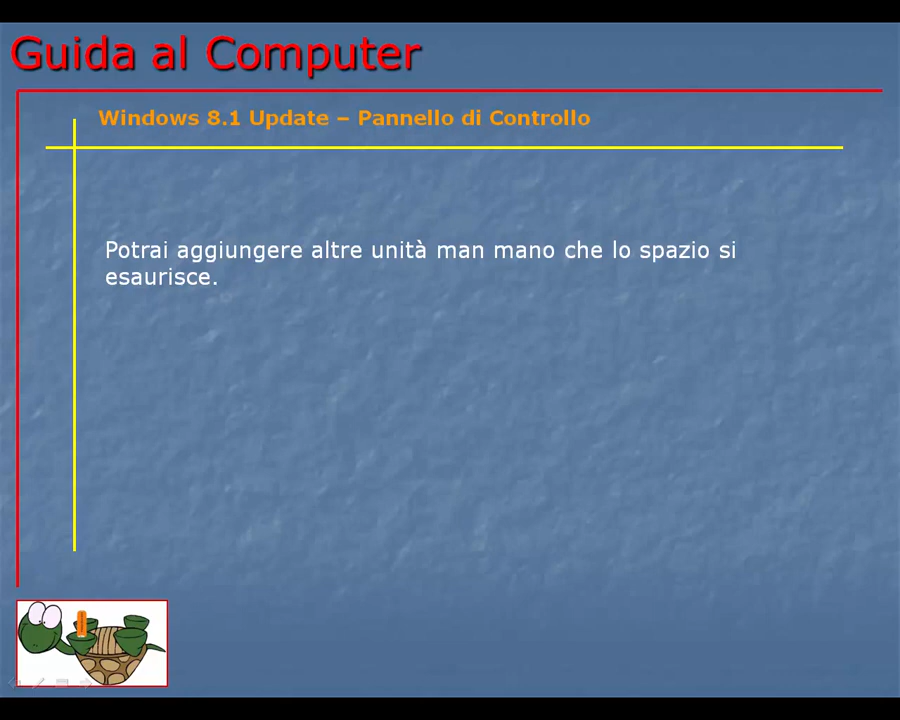 Guida al Computer
Windows 8.1 Update – Pannello di Controllo
Potrai aggiungere altre unità man mano che lo spazio si
esaurisce.